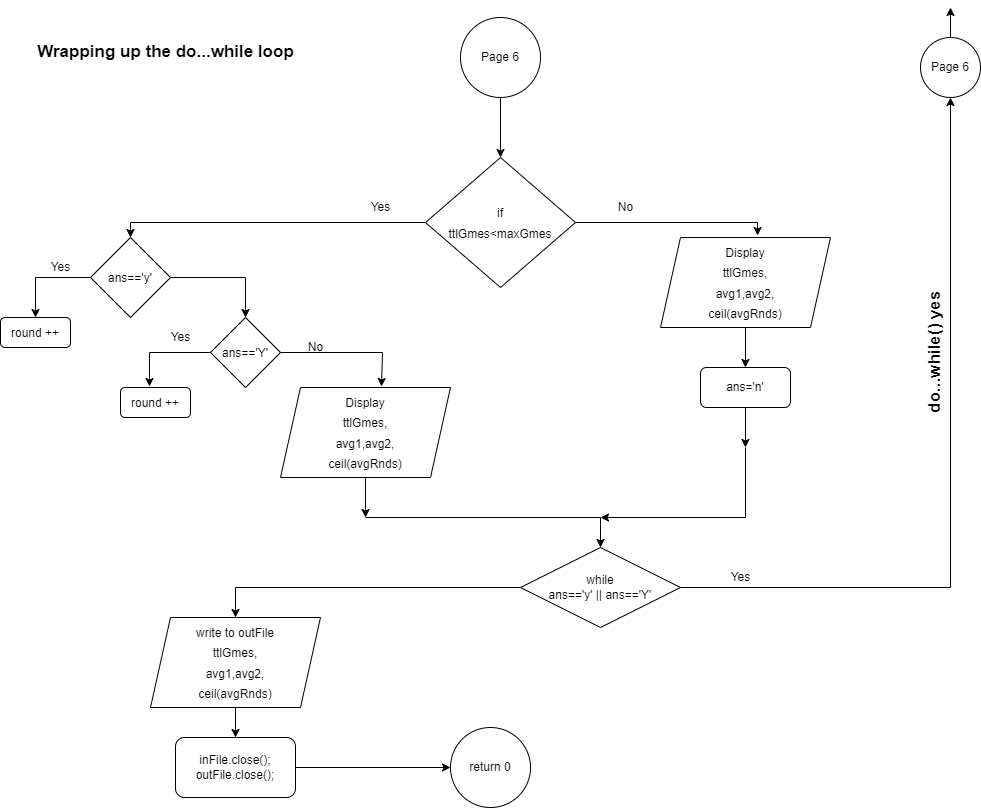 Wrapping up the do...while loop
Page 6
Page 6
if
ttlGmes<maxGmes
Yes
No
ans=='y'
Yes
round ++
Display
ttlGmes,
avg1,avg2,
ceil(avgRnds)
ans=='Y'
Yes
No
round ++
Display
ttlGmes,
avg1,avg2,
ceil(avgRnds)
ans='n'
do...while() yes
while
ans=='y' || ans=='Y'
Yes
write to outFile
ttlGmes,
avg1,avg2,
ceil(avgRnds)
inFile.close();
outFile.close();
return 0